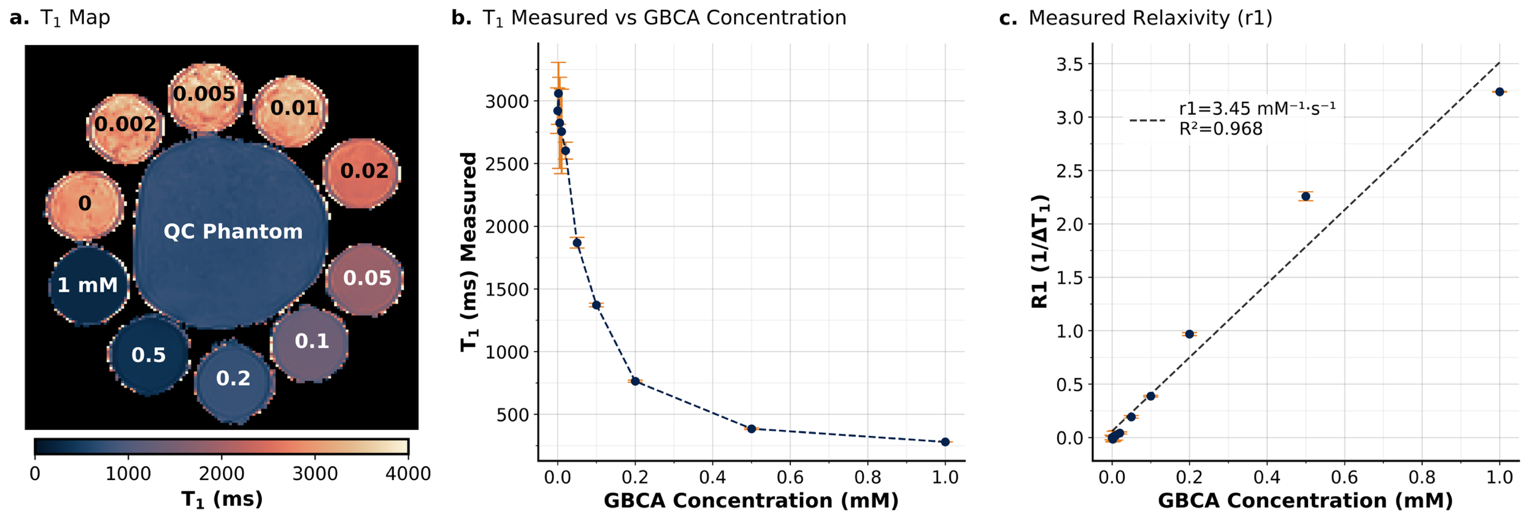 a. T₁ Map
0.005
0.01
0.002
0.02
0
QC Phantom
0.05
1 mM
0.1
0.5
0.2
0 1000 2000 3000 4000
T₁ (ms)
b. T₁ Measured vs GBCA Concentration
T₁ (ms) Measured
3000
2500
2000
1500
1000
500
0.0 0.2 0.4 0.6 0.8 1.0
GBCA Concentration (mM)
c. Measured Relaxivity (r1)
R1 (1/ΔT₁)
3.5
3.0
2.5
2.0
1.5
1.0
0.5
0.0
r1=3.45 mM⁻¹·s⁻¹
R²=0.968
0.0 0.2 0.4 0.6 0.8 1.0
GBCA Concentration (mM)